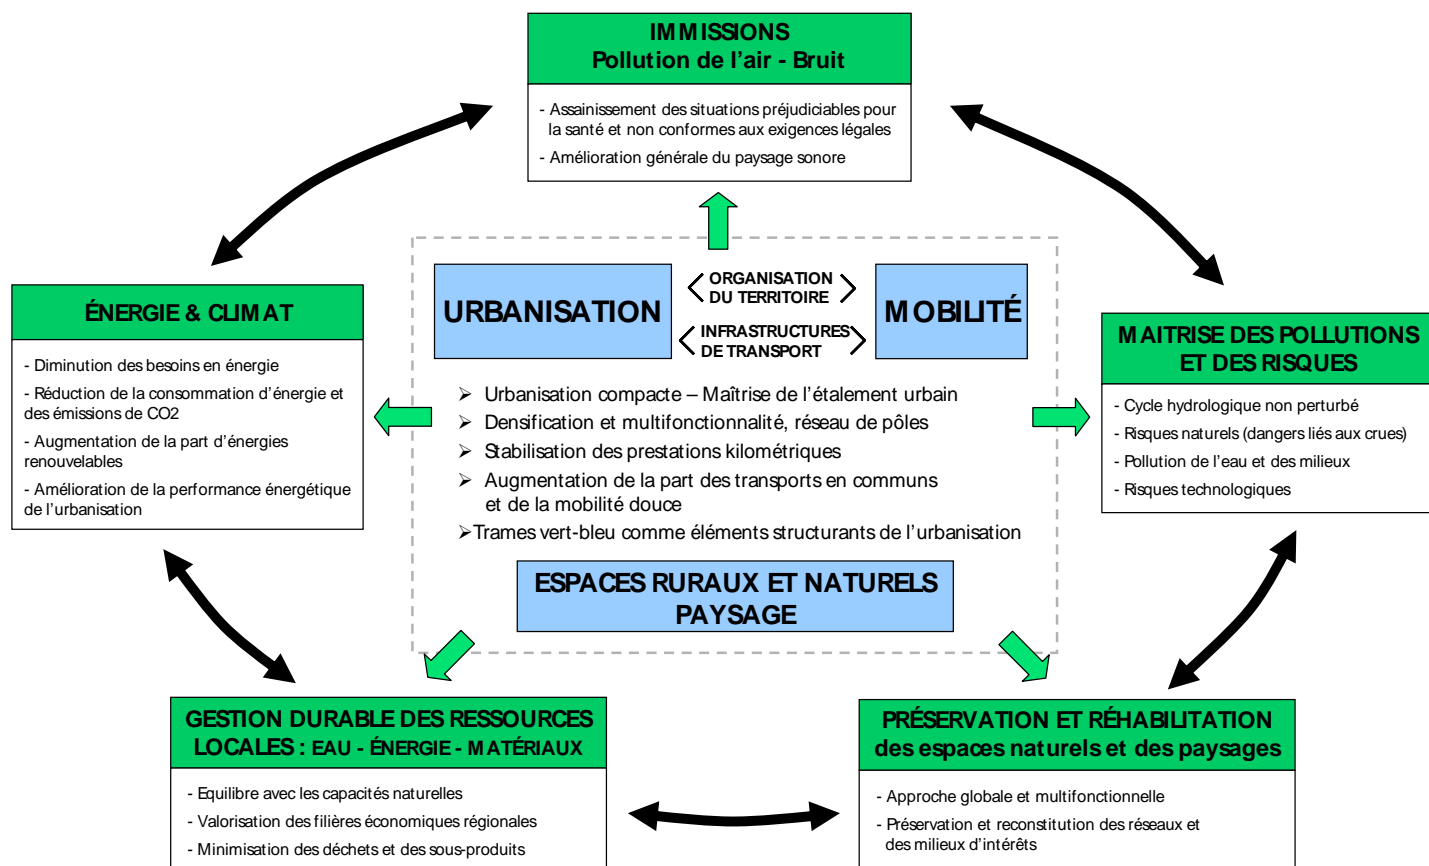 IMMISSIONS
Pollution de l'air - Bruit
- Assainissement des situations préjudiciables pour
la santé et non conformes aux exigences légales
- Amélioration générale du paysage sonore
URBANISATION
ORGANISATION
DU TERRITOIRE
INFRASTRUCTURES
DE TRANSPORT
MOBILITÉ
➢ Urbanisation compacte – Maîtrise de l'étalement urbain
➢ Densification et multifonctionnalité, réseau de pôles
➢ Stabilisation des prestations kilométriques
➢ Augmentation de la part des transports en communs
et de la mobilité douce
➢Trames vert-bleu comme éléments structurants de l'urbanisation
ESPACES RURAUX ET NATURELS
PAYSAGE
ÉNERGIE & CLIMAT
- Diminution des besoins en énergie
- Réduction de la consommation d'énergie et
des émissions de CO2
- Augmentation de la part d'énergies
renouvelables
- Amélioration de la performance énergétique
de l'urbanisation
MAITRISE DES POLLUTIONS
ET DES RISQUES
- Cycle hydrologique non perturbé
- Risques naturels (dangers liés aux crues)
- Pollution de l'eau et des milieux
- Risques technologiques
GESTION DURABLE DES RESSOURCES
LOCALES : EAU - ÉNERGIE - MATÉRIAUX
- Equilibre avec les capacités naturelles
- Valorisation des filières économiques régionales
- Minimisation des déchets et des sous-produits
PRÉSERVATION ET RÉHABILITATION
des espaces naturels et des paysages
- Approche globale et multifonctionnelle
- Préservation et reconstitution des réseaux et
des milieux d'intérêts